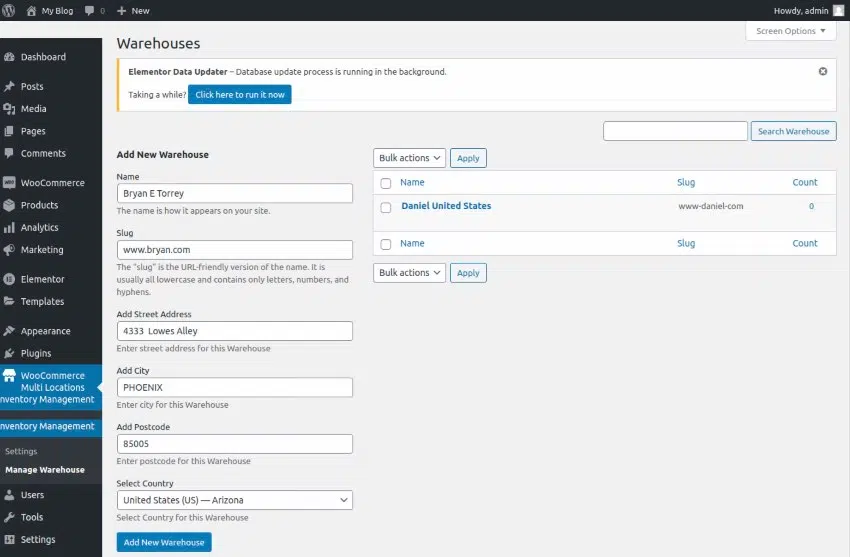 My Blog 0 New Howdy, admin
Screen Options
Dashboard
Posts
Media
Pages
Comments
WooCommerce
Products
Analytics
Marketing
Elementor
Templates
Appearance
Plugins
WooCommerce
Multi Locations
nventory Management
nventory Management
Settings
Manage Warehouse
Users
Tools
Settings
Warehouses
Elementor Data Updater – Database update process is running in the background.
Taking a while? Click here to run it now
Search Warehouse
Add New Warehouse
Name
Bryan E Torrey
The name is how it appears on your site.
Slug
www.bryan.com
The "slug" is the URL-friendly version of the name. It is
usually all lowercase and contains only letters, numbers, and
hyphens.
Add Street Address
4333 Lowes Alley
Enter street address for this Warehouse
Add City
PHOENIX
Enter city for this Warehouse
Add Postcode
85005
Enter postcode for this Warehouse
Select Country
United States (US) — Arizona
Select Country for this Warehouse
Add New Warehouse
Bulk actions Apply
Name Slug Count
Daniel United States www-daniel-com 0
Name Slug Count
Bulk actions Apply